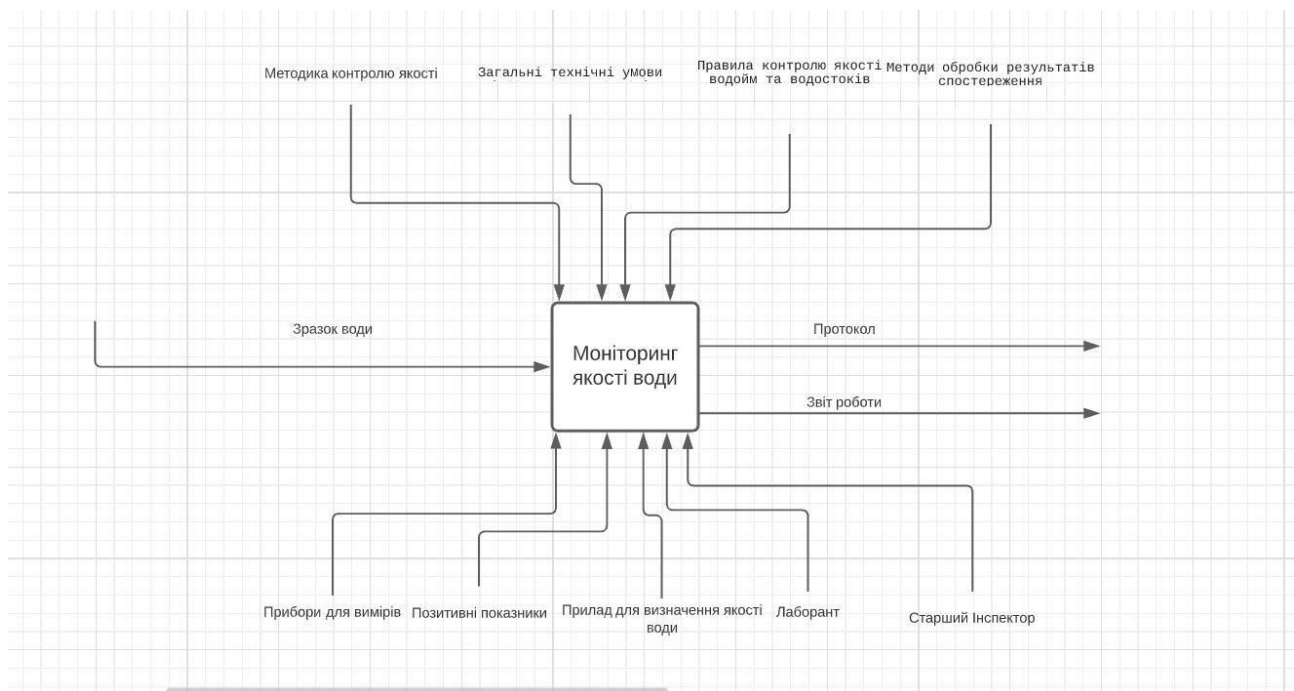 Методика контролю якості
Загальні технічні умови
Правила контролю якості
водойм та водостоків
Методи обробки результатів
спостереження
Зразок води
Моніторинг
якості води
Протокол
Звіт роботи
Прибори для вимірів
Позитивні показники
Прилад для визначення якості
води
Лаборант
Старший Інспектор